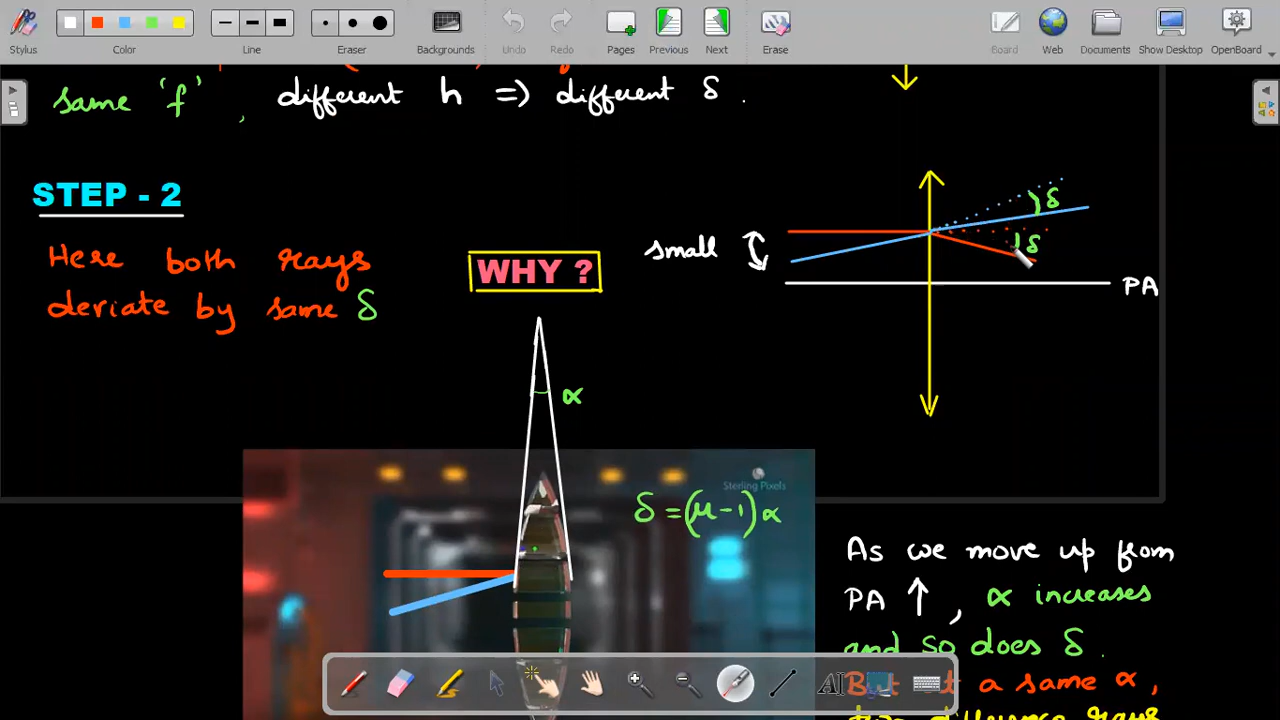 Stylus Color Line Eraser Backgrounds Undo Redo Pages Previous Next Erase Board Web Documents Show Desktop OpenBoard
same 'f', different h => different δ.
STEP - 2
Here both rays
deviate by same δ
WHY ?
small
δ
δ
PA
α
Sterling Pixels
δ = (μ - 1) α
As we move up from
PA ↑, α increases
and so does δ.
a same α,
difference rays